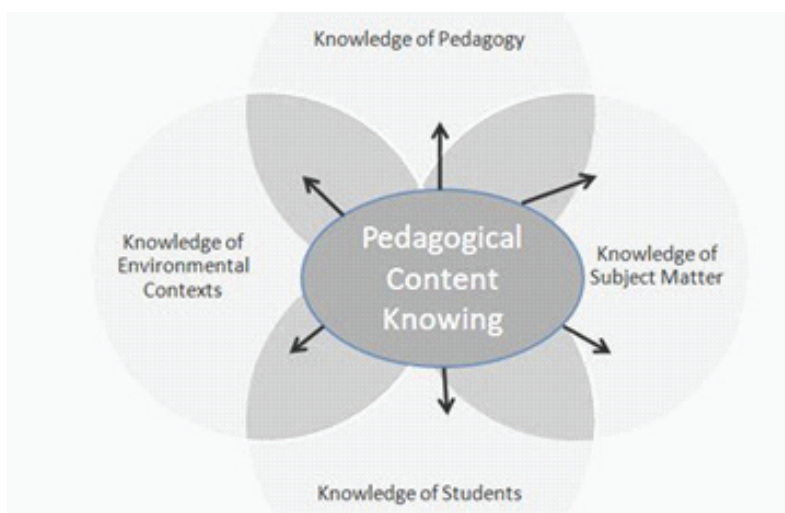 Knowledge of Pedagogy
Knowledge of
Environmental
Contexts
Pedagogical
Content
Knowing
Knowledge of
Subject Matter
Knowledge of Students